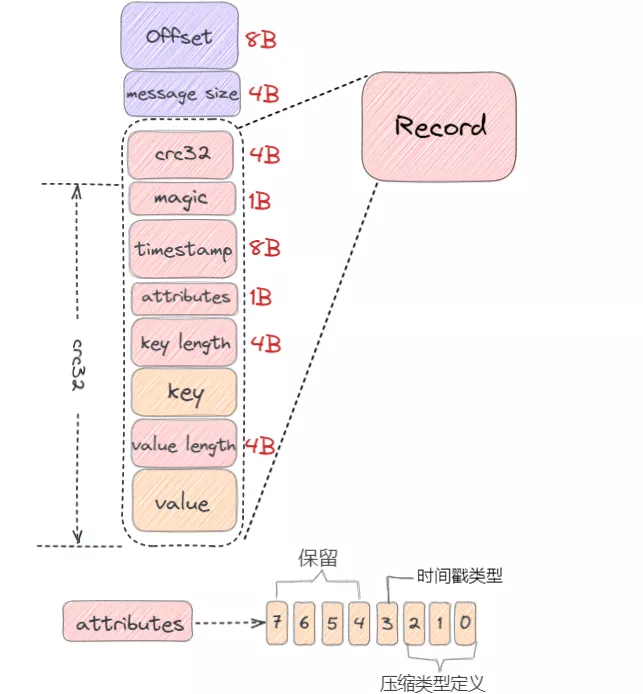 Offset 8B
message size 4B
Record
crc32 4B
magic 1B
timestamp 8B
attributes 1B
key length 4B
crc32
key
value length 4B
value
保留
时间戳类型
attributes 7 6 5 4 3 2 1 0
压缩类型定义